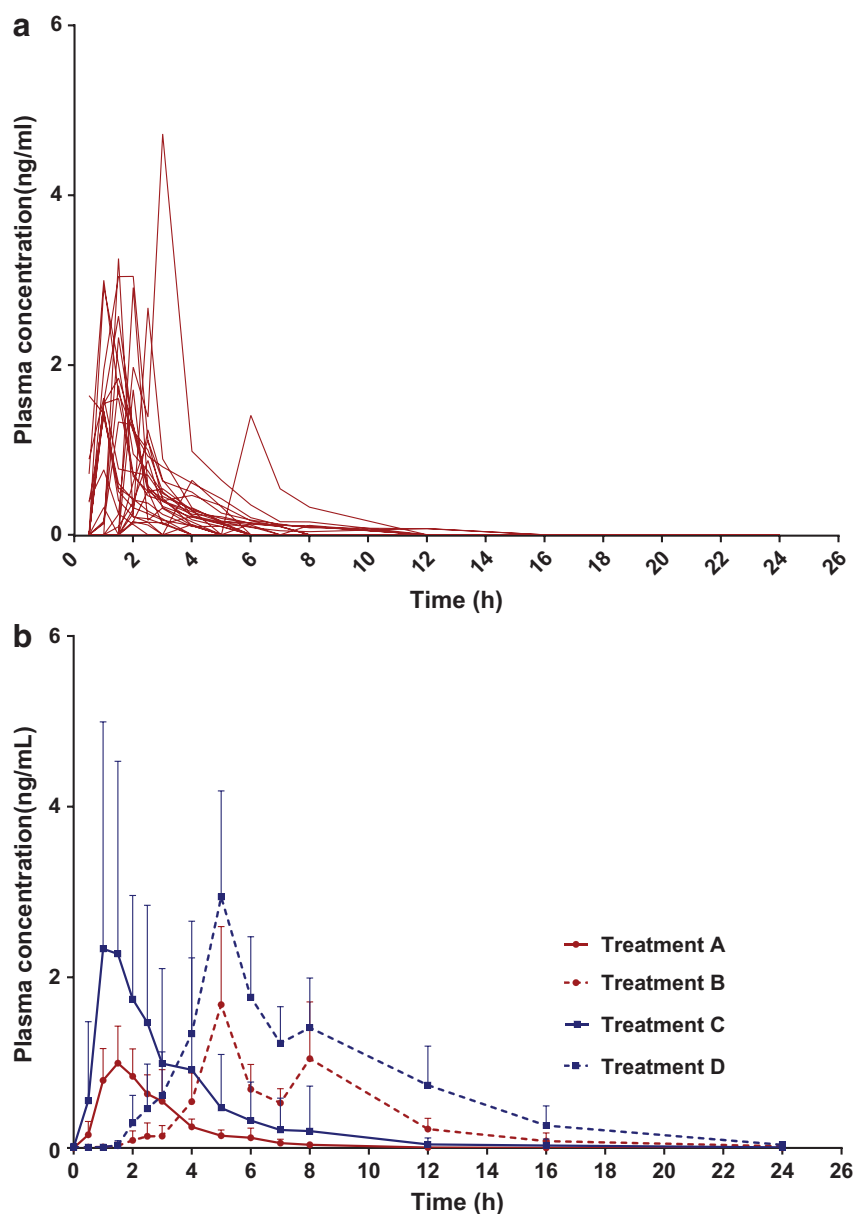 a
Plasma concentration(ng/ml)
6
4
2
0
0 2 4 6 8 10 12 14 16 18 20 22 24 26
Time (h)
b
Plasma concentration(ng/mL)
6
4
2
0
Treatment A
Treatment B
Treatment C
Treatment D
0 2 4 6 8 10 12 14 16 18 20 22 24 26
Time (h)